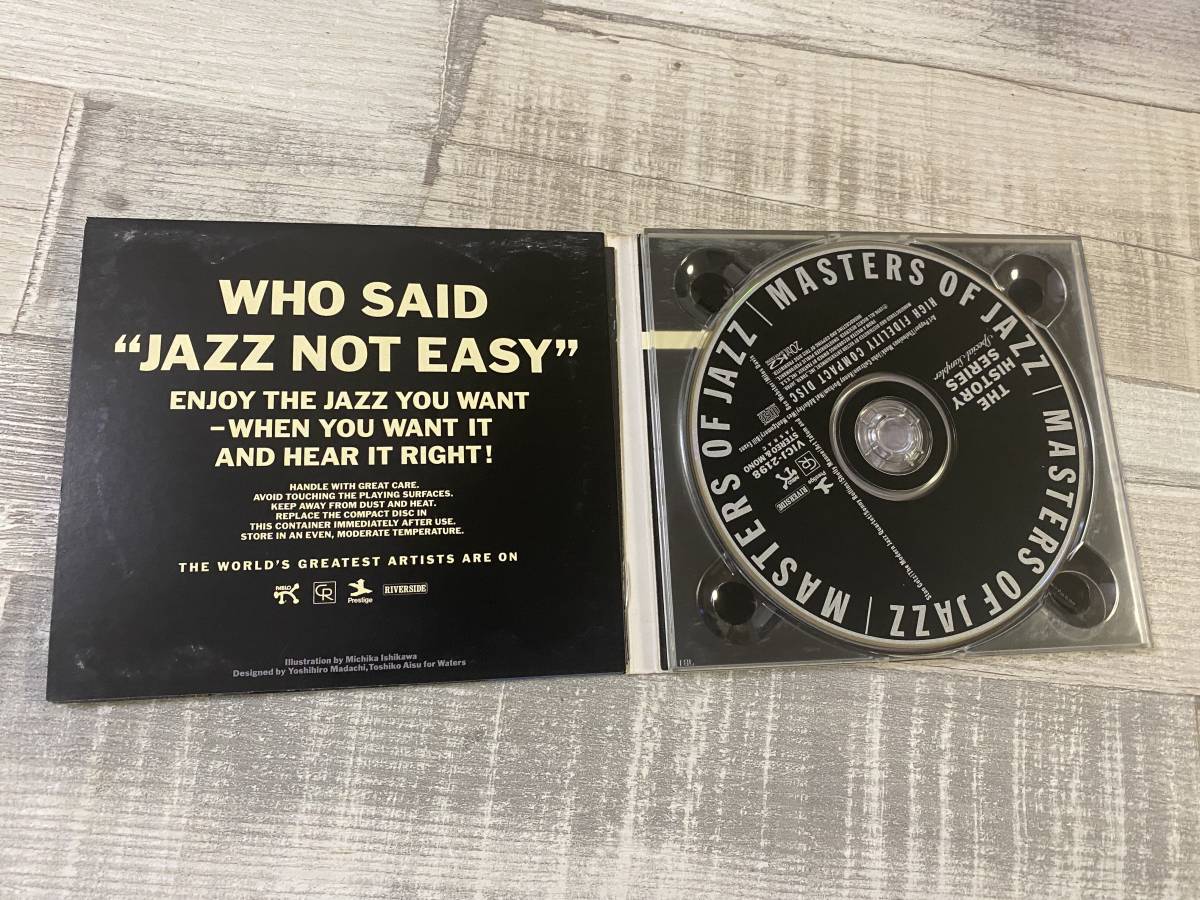 WHO SAID
“JAZZ NOT EASY”
ENJOY THE JAZZ YOU WANT
–WHEN YOU WANT IT
AND HEAR IT RIGHT!
HANDLE WITH GREAT CARE.
AVOID TOUCHING THE PLAYING SURFACES.
KEEP AWAY FROM DUST AND HEAT.
REPLACE THE COMPACT DISC IN
THIS CONTAINER IMMEDIATELY AFTER USE.
STORE IN AN EVEN, MODERATE TEMPERATURE.
THE WORLD'S GREATEST ARTISTS ARE ON
PABLO
CR
Prestige
RIVERSIDE
Illustration by Michika Ishikawa
Designed by Yoshihiro Madachi, Toshiko Aisu for Waters
MASTERS OF JAZZ | MASTERS OF JAZZ | MASTERS OF JAZZ |
THE
HISTORY
SERIES
Special Sampler
HIGH FIDELITY COMPACT DISC
VICJ-2198
STEREO & MONO
Prestige
RIVERSIDE